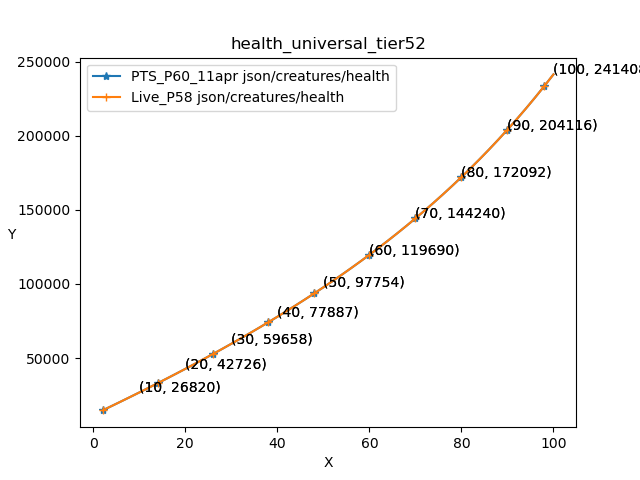 health_universal_tier52
PTS_P60_11apr json/creatures/health
Live_P58 json/creatures/health
250000
200000
150000
100000
50000
Y
(100, 241408
(90, 204116)
(80, 172092)
(70, 144240)
(60, 119690)
(50, 97754)
(40, 77887)
(30, 59658)
(20, 42726)
(10, 26820)
0 20 40 60 80 100
X